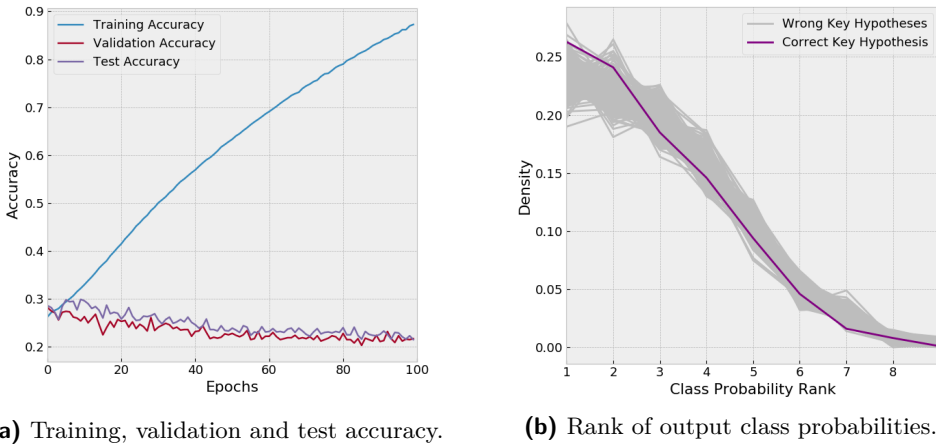 0.9
0.8
0.7
0.6
0.5
0.4
0.3
0.2
Accuracy
Training Accuracy
Validation Accuracy
Test Accuracy
0 20 40 60 80 100
Epochs
a) Training, validation and test accuracy.
0.25
0.20
0.15
0.10
0.05
0.00
Density
Wrong Key Hypotheses
Correct Key Hypothesis
1 2 3 4 5 6 7 8
Class Probability Rank
(b) Rank of output class probabilities.